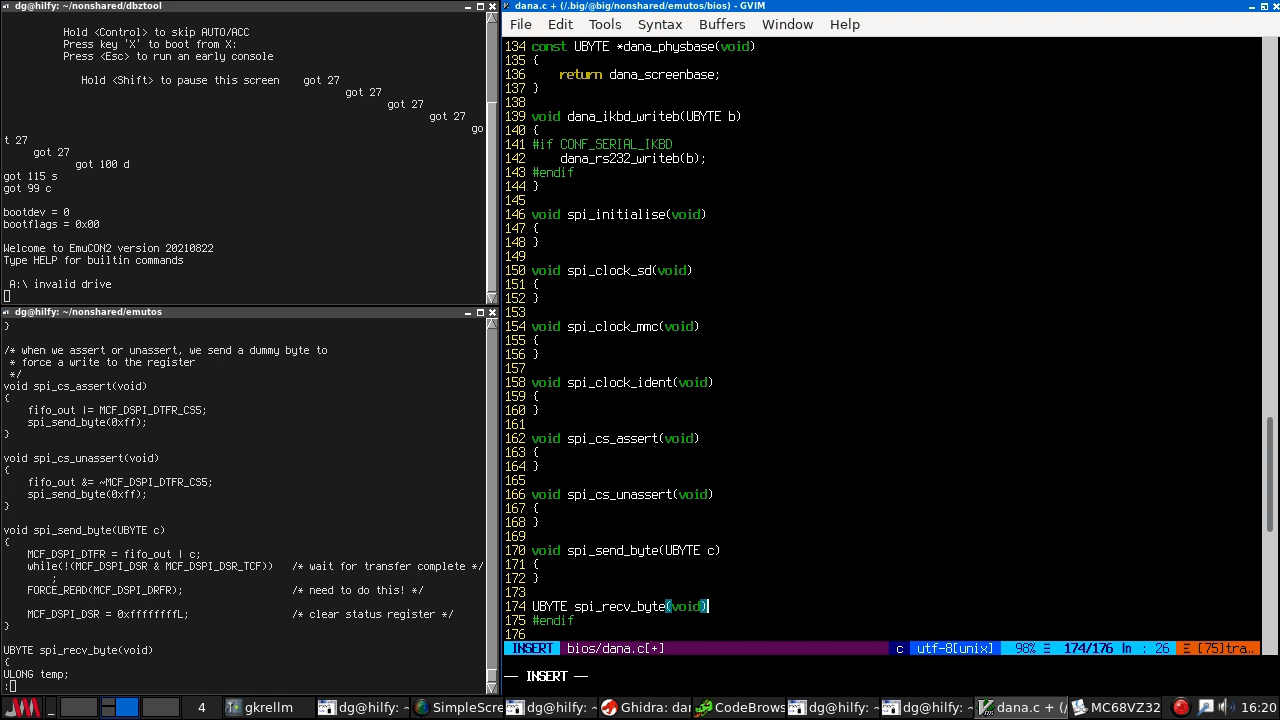 dg@hilfy: ~/nonshared/dbztool
Hold <Control> to skip AUTO/ACC
Press key 'X' to boot from X:
Press <Esc> to run an early console
Hold <Shift> to pause this screen    got 27
got 27
got 27
got 27
go
t 27
got 27
got 100 d
got 115 s
got 99 c
bootdev = 0
bootflags = 0x00
Welcome to EmuCON2 version 20210822
Type HELP for builtin commands
A:\ invalid drive
dg@hilfy: ~/nonshared/emutos
}
/* when we assert or unassert, we send a dummy byte to
 * force a write to the register
 */
void spi_cs_assert(void)
{
    fifo_out |= MCF_DSPI_DTFR_CS5;
    spi_send_byte(0xff);
}
void spi_cs_unassert(void)
{
    fifo_out &= ~MCF_DSPI_DTFR_CS5;
    spi_send_byte(0xff);
}
void spi_send_byte(UBYTE c)
{
    MCF_DSPI_DTFR = fifo_out | c;
    while(!(MCF_DSPI_DSR & MCF_DSPI_DSR_TCF))   /* wait for transfer complete */
        ;
    FORCE_READ(MCF_DSPI_DRFR);                  /* need to do this! */
    MCF_DSPI_DSR = 0xffffffffL;                 /* clear status register */
}
UBYTE spi_recv_byte(void)
{
ULONG temp;
:
dana.c + (/.big/@big/nonshared/emutos/bios) - GVIM
File Edit Tools Syntax Buffers Window Help
134 const UBYTE *dana_physbase(void)
135 {
136     return dana_screenbase;
137 }
138
139 void dana_ikbd_writeb(UBYTE b)
140 {
141 #if CONF_SERIAL_IKBD
142     dana_rs232_writeb(b);
143 #endif
144 }
145
146 void spi_initialise(void)
147 {
148 }
149
150 void spi_clock_sd(void)
151 {
152 }
153
154 void spi_clock_mmc(void)
155 {
156 }
157
158 void spi_clock_ident(void)
159 {
160 }
161
162 void spi_cs_assert(void)
163 {
164 }
165
166 void spi_cs_unassert(void)
167 {
168 }
169
170 void spi_send_byte(UBYTE c)
171 {
172 }
173
174 UBYTE spi_recv_byte(void)
175 #endif
176
INSERT bios/dana.c[+] c utf-8[unix] 98% Ξ 174/176 ln : 26 Ξ [75]tra..
-- INSERT --
4 gkrellm dg@hilfy: ~ SimpleScre dg@hilfy: ~ Ghidra: dar CodeBrows dg@hilfy: ~ dg@hilfy: ~ dana.c + (/ MC68VZ32 16:20